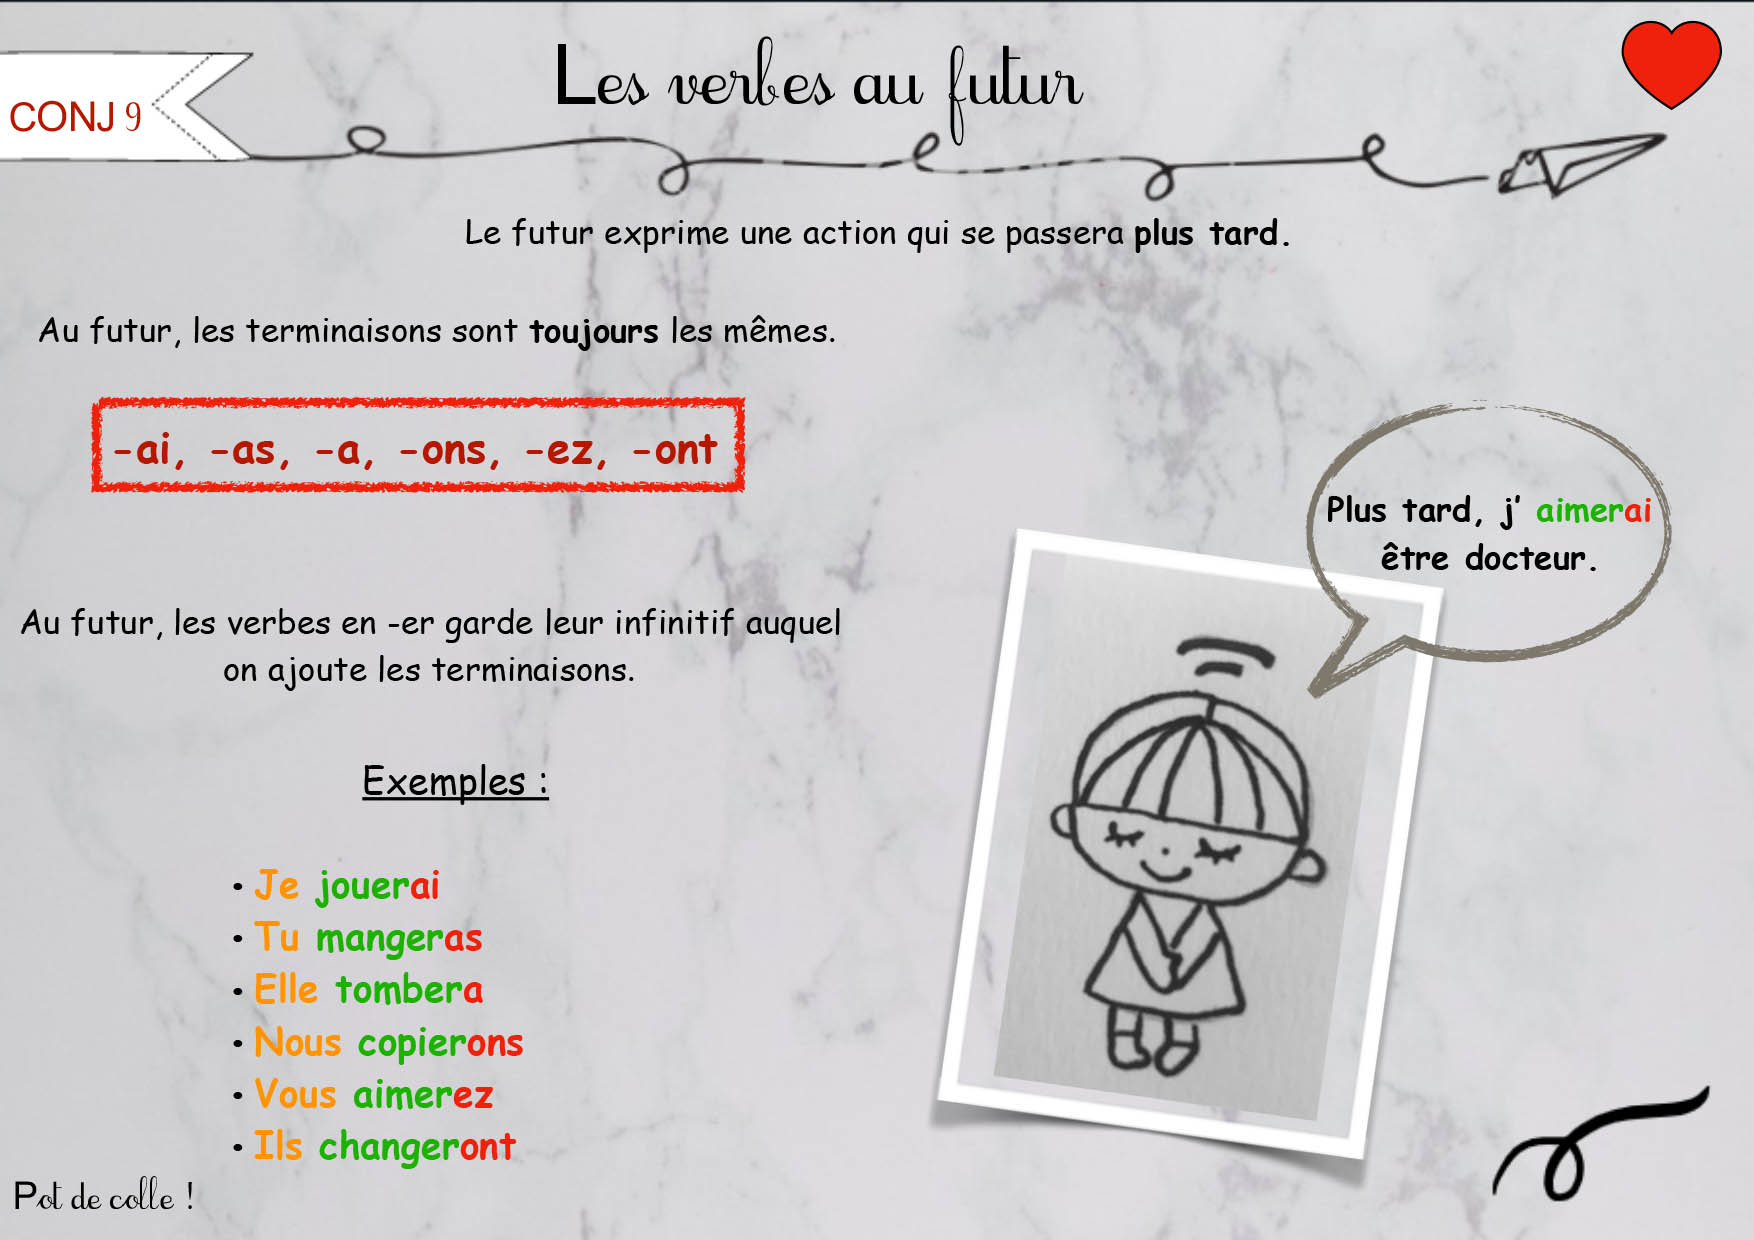 CONJ 9
Les verbes au futur
Le futur exprime une action qui se passera plus tard.
Au futur, les terminaisons sont toujours les mêmes.
-ai, -as, -a, -ons, -ez, -ont
Plus tard, j' aimerai
être docteur.
Au futur, les verbes en -er garde leur infinitif auquel
on ajoute les terminaisons.
Exemples :
• Je jouerai
• Tu mangeras
• Elle tombera
• Nous copierons
• Vous aimerez
• Ils changeront
Pot de colle !